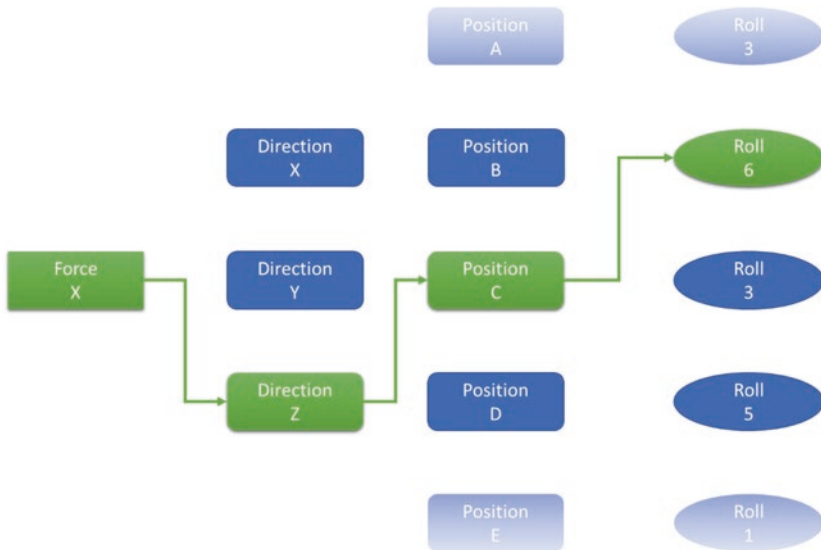 Position
A
Roll
3
Direction
X
Position
B
Roll
6
Force
X
Direction
Y
Position
C
Roll
3
Direction
Z
Position
D
Roll
5
Position
E
Roll
1